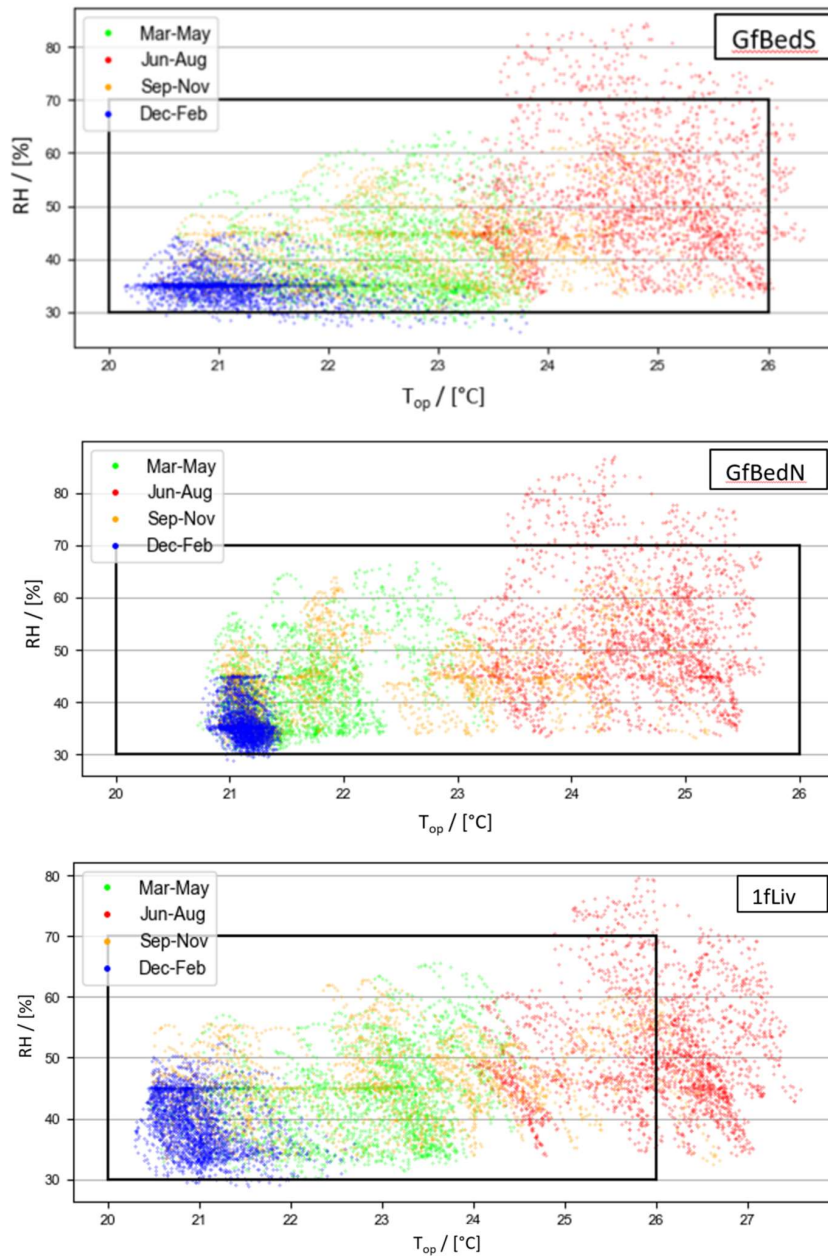 GfBedS
Mar-May
Jun-Aug
Sep-Nov
Dec-Feb
80
70
60
50
40
30
RH / [%]
20 21 22 23 24 25 26
Top / [°C]
GfBedN
Mar-May
Jun-Aug
Sep-Nov
Dec-Feb
80
70
60
50
40
30
RH / [%]
20 21 22 23 24 25 26
Top / [°C]
1fLiv
Mar-May
Jun-Aug
Sep-Nov
Dec-Feb
80
70
60
50
40
30
RH / [%]
20 21 22 23 24 25 26 27
Top / [°C]